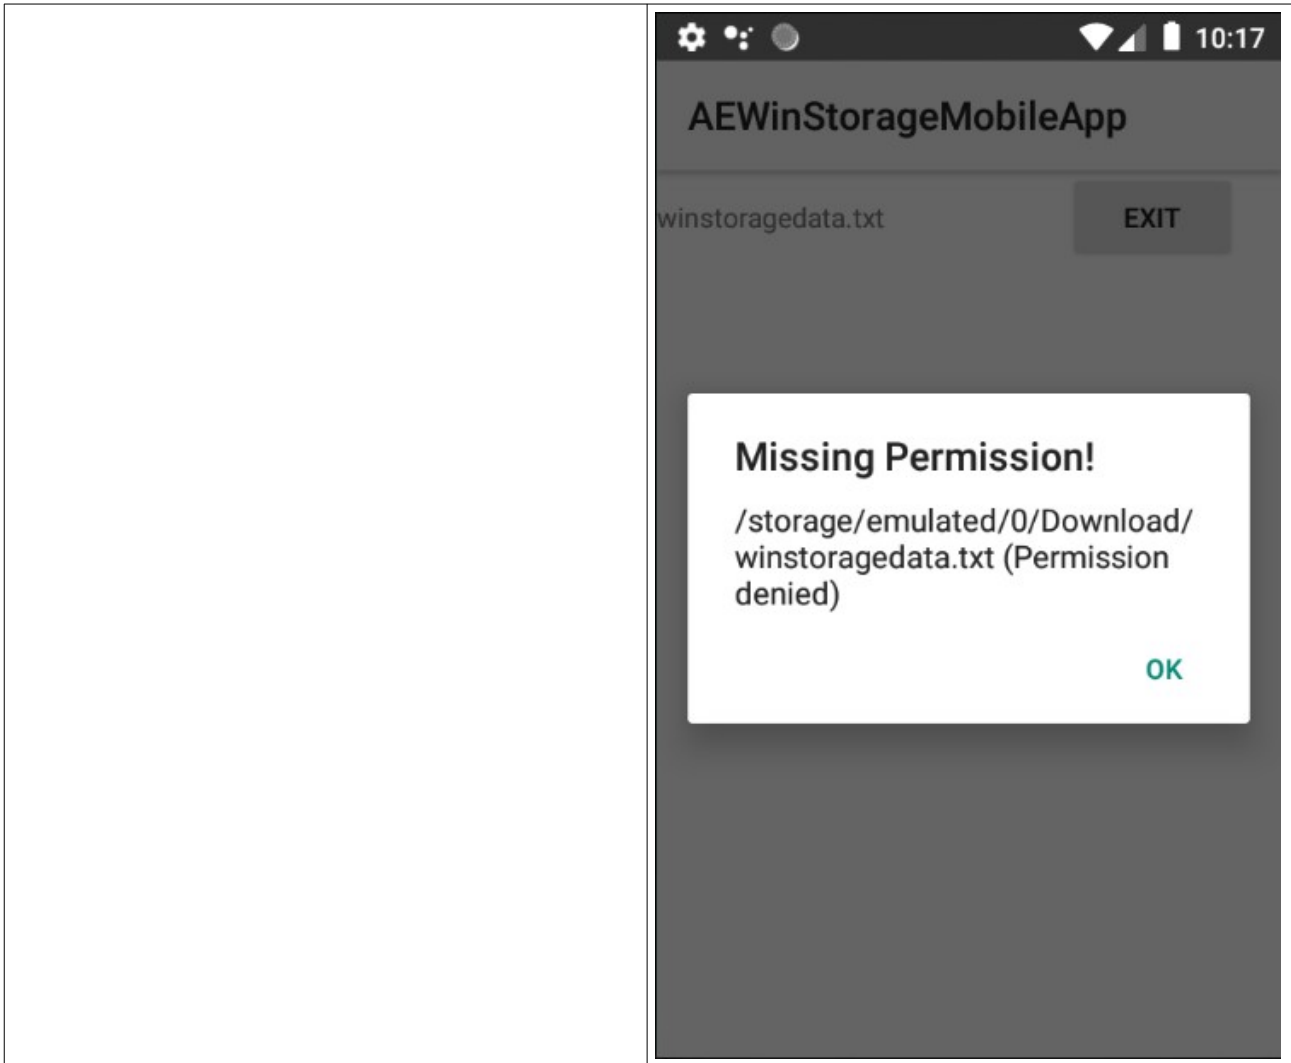 10:17
AEWinStorageMobileApp
winstoragedata.txt EXIT
Missing Permission!
/storage/emulated/0/Download/
winstoragedata.txt (Permission
denied)
OK